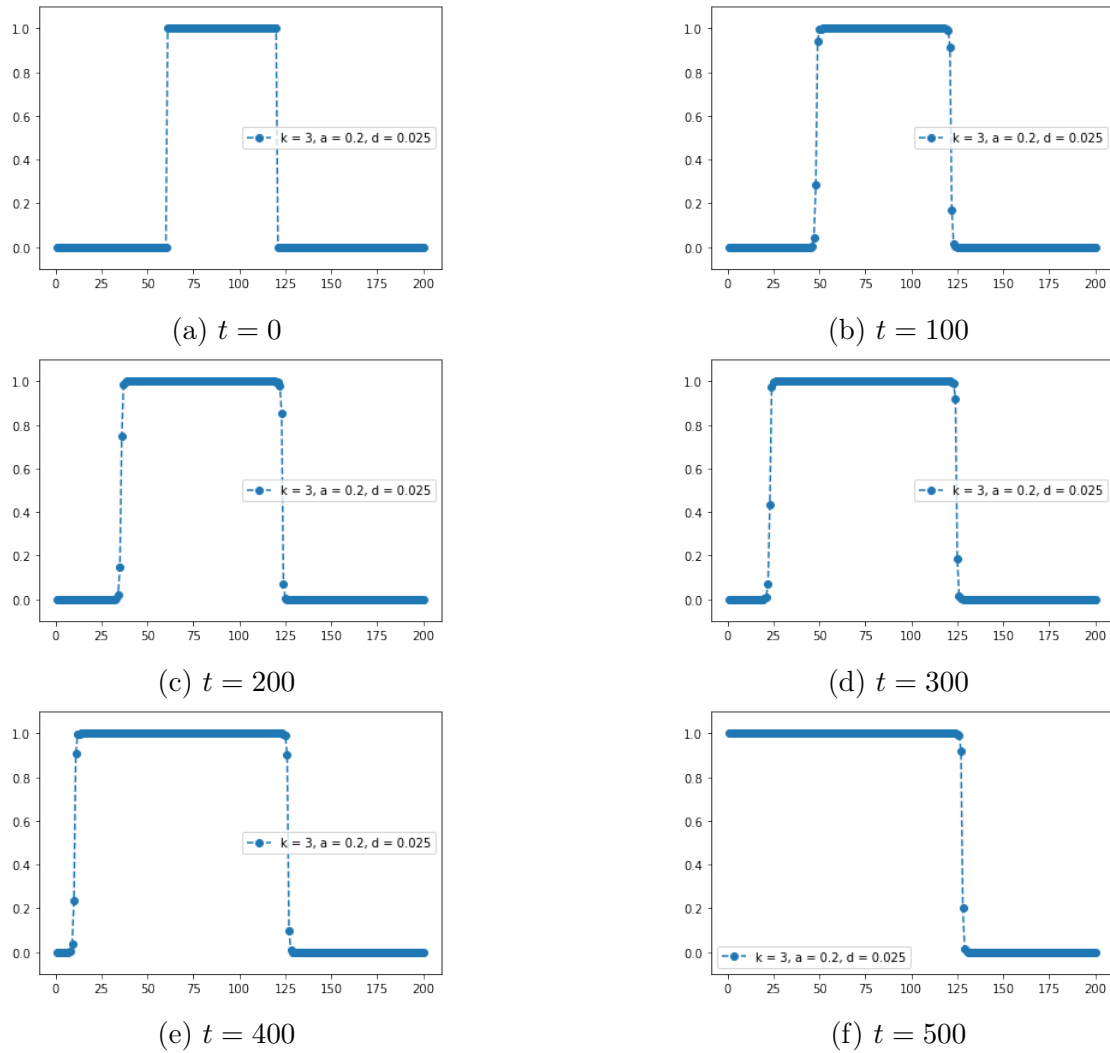 1.0
0.8
0.6
0.4
0.2
0.0
0 25 50 75 100 125 150 175 200
k = 3, a = 0.2, d = 0.025
(a) t = 0
1.0
0.8
0.6
0.4
0.2
0.0
0 25 50 75 100 125 150 175 200
k = 3, a = 0.2, d = 0.025
(b) t = 100
1.0
0.8
0.6
0.4
0.2
0.0
0 25 50 75 100 125 150 175 200
k = 3, a = 0.2, d = 0.025
(c) t = 200
1.0
0.8
0.6
0.4
0.2
0.0
0 25 50 75 100 125 150 175 200
k = 3, a = 0.2, d = 0.025
(d) t = 300
1.0
0.8
0.6
0.4
0.2
0.0
0 25 50 75 100 125 150 175 200
k = 3, a = 0.2, d = 0.025
(e) t = 400
1.0
0.8
0.6
0.4
0.2
0.0
0 25 50 75 100 125 150 175 200
k = 3, a = 0.2, d = 0.025
(f) t = 500